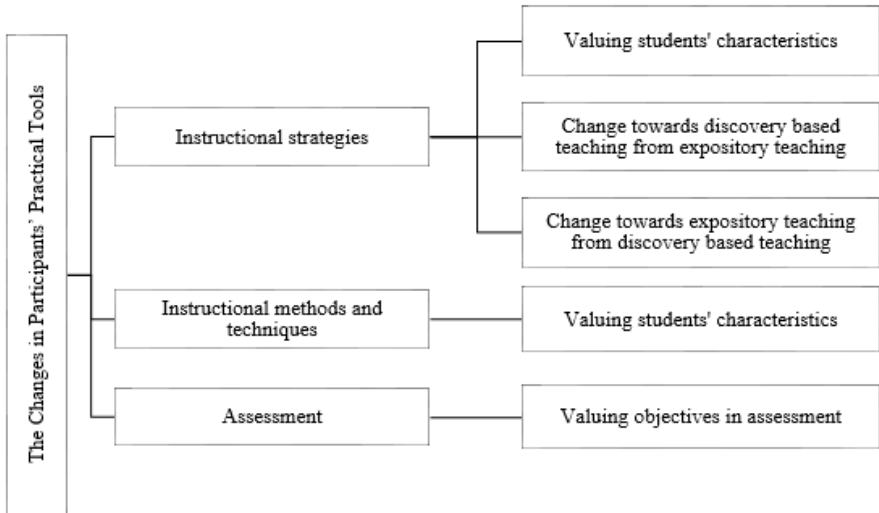 The Changes in Participants' Practical Tools
Instructional strategies
Valuing students' characteristics
Change towards discovery based
teaching from expository teaching
Change towards expository teaching
from discovery based teaching
Instructional methods and
techniques
Valuing students' characteristics
Assessment
Valuing objectives in assessment